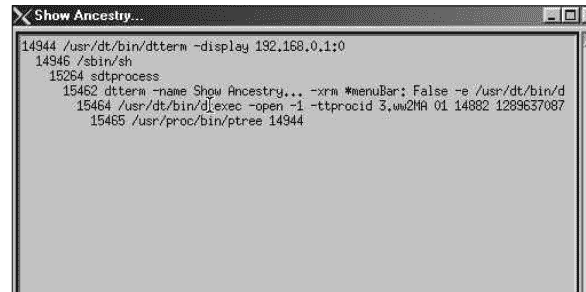 Show Ancestry...
14944 /usr/dt/bin/dtterm -display 192.168.0.1:0
14946 /sbin/sh
15264 sdtprocess
15462 dtterm -name Show Ancestry... -xrm *menuBar: False -e /usr/dt/bin/d
15464 /usr/dt/bin/dtexec -open -1 -ttprocid 3.ww2MA 01 14882 1289637087
15465 /usr/proc/bin/ptree 14944